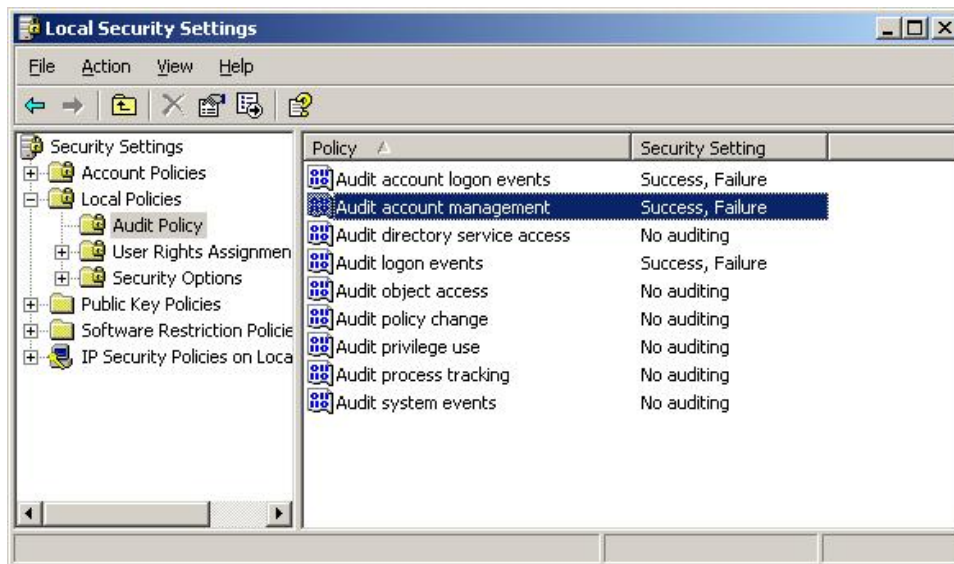 Local Security Settings
File Action View Help
Security Settings
Account Policies
Local Policies
Audit Policy
User Rights Assignmen
Security Options
Public Key Policies
Software Restriction Policie
IP Security Policies on Loca
Policy Security Setting
Audit account logon events Success, Failure
Audit account management Success, Failure
Audit directory service access No auditing
Audit logon events Success, Failure
Audit object access No auditing
Audit policy change No auditing
Audit privilege use No auditing
Audit process tracking No auditing
Audit system events No auditing